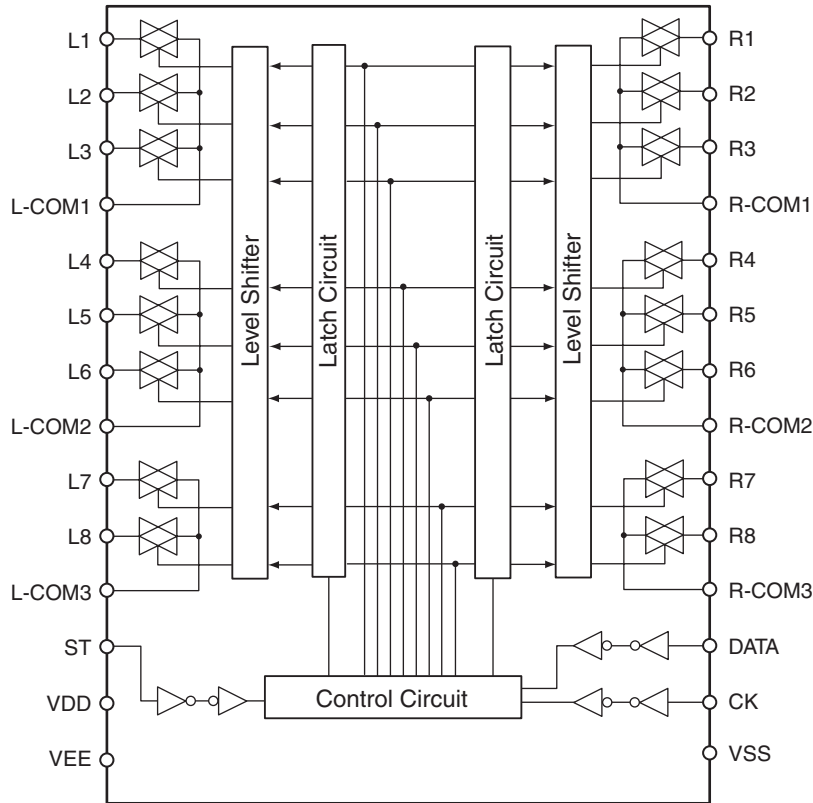 L1
L2
L3
L-COM1
L4
L5
L6
L-COM2
L7
L8
L-COM3
ST
VDD
VEE
Level Shifter
Latch Circuit
Latch Circuit
Level Shifter
Control Circuit
R1
R2
R3
R-COM1
R4
R5
R6
R-COM2
R7
R8
R-COM3
DATA
CK
VSS